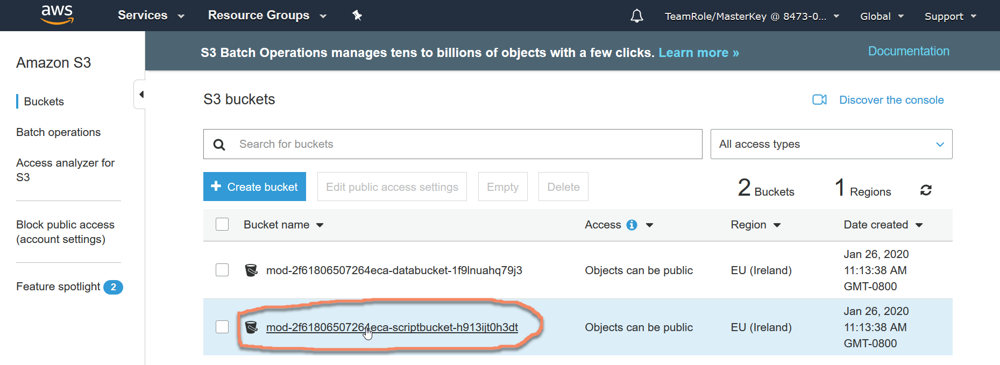 aws Services Resource Groups TeamRole/MasterKey @ 8473-0... Global Support
S3 Batch Operations manages tens to billions of objects with a few clicks. Learn more » Documentation
Amazon S3
Buckets
Batch operations
Access analyzer for
S3
Block public access
(account settings)
Feature spotlight 2
S3 buckets Discover the console
Search for buckets All access types
+ Create bucket Edit public access settings Empty Delete 2 Buckets 1 Regions
Bucket name Access i Region Date created
mod-2f61806507264eca-databucket-1f9lnuahq79j3 Objects can be public EU (Ireland) Jan 26, 2020
11:13:38 AM
GMT-0800
mod-2f61806507264eca-scriptbucket-h913ijt0h3dt Objects can be public EU (Ireland) Jan 26, 2020
11:13:38 AM
GMT-0800